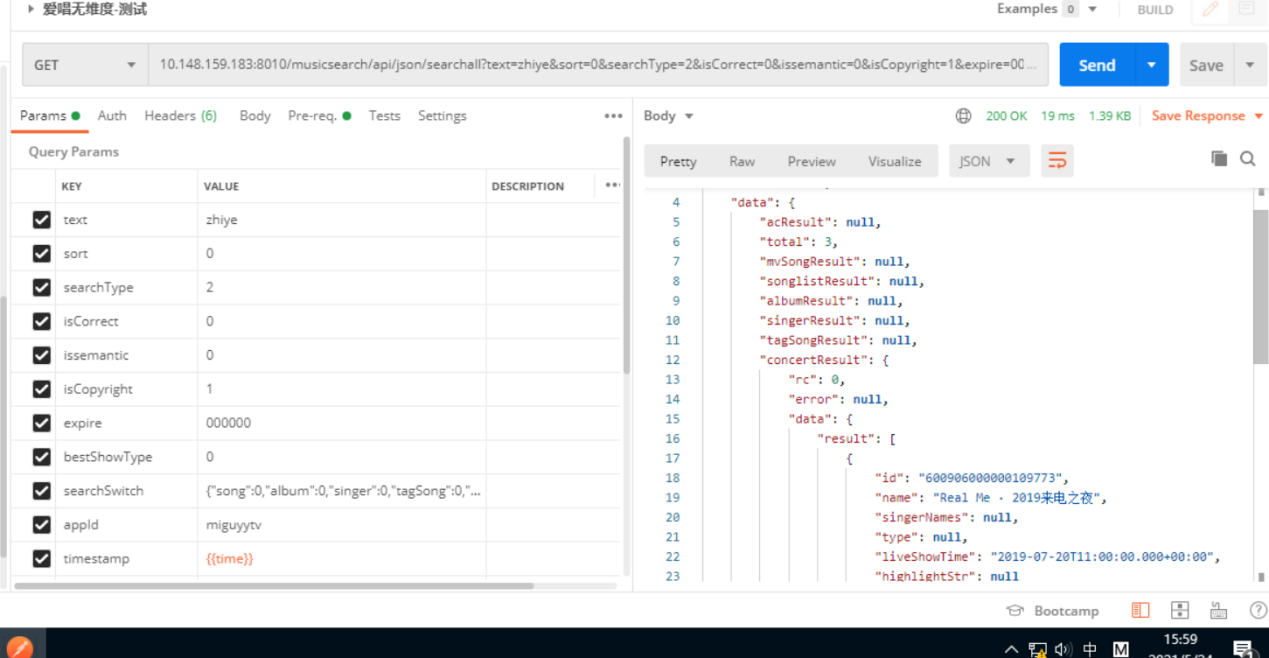 爱唱无维度-测试
Examples 0 BUILD
GET 10.148.159.183:8010/musicsearch/api/json/searchall?text=zhiye&sort=0&searchType=2&isCorrect=0&issemantic=0&isCopyright=1&expire=00... Send Save
Params Auth Headers (6) Body Pre-req. Tests Settings
Query Params
KEY VALUE DESCRIPTION
text zhiye
sort 0
searchType 2
isCorrect 0
issemantic 0
isCopyright 1
expire 000000
bestShowType 0
searchSwitch {"song":0,"album":0,"singer":0,"tagSong":0,"...
appId miguyytv
timestamp {{time}}
Body 200 OK 19 ms 1.39 KB Save Response
Pretty Raw Preview Visualize JSON
4 "data": {
5 "acResult": null,
6 "total": 3,
7 "mvSongResult": null,
8 "songlistResult": null,
9 "albumResult": null,
10 "singerResult": null,
11 "tagSongResult": null,
12 "concertResult": {
13 "rc": 0,
14 "error": null,
15 "data": {
16 "result": [
17 {
18 "id": "600906000000109773",
19 "name": "Real Me · 2019来电之夜",
20 "singerNames": null,
21 "type": null,
22 "liveShowTime": "2019-07-20T11:00:00.000+00:00",
23 "highlightStr": null
Bootcamp
中 M 15:59
2021/5/24
1